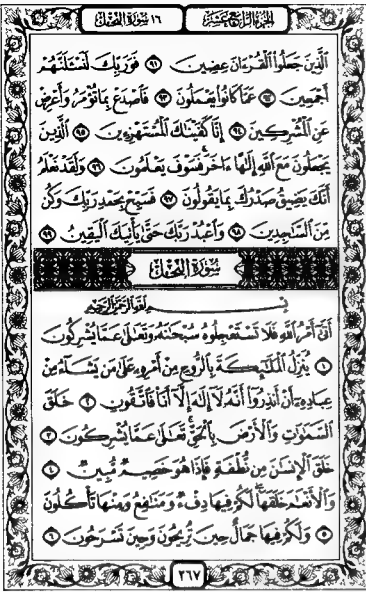 الجزء الرابع عشر ١٦ سورة النحل
الَّذِينَ جَعَلُوا الْقُرْءَانَ عِضِينَ ٩١ فَوَرَبِّكَ لَنَسْـَٔلَنَّهُمْ
أَجْمَعِينَ ٩٢ عَمَّا كَانُوا يَعْمَلُونَ ٩٣ فَاصْدَعْ بِمَا تُؤْمَرُ وَأَعْرِضْ
عَنِ الْمُشْرِكِينَ ٩٤ إِنَّا كَفَيْنَاكَ الْمُسْتَهْزِءِينَ ٩٥ الَّذِينَ
يَجْعَلُونَ مَعَ اللَّهِ إِلَٰهًا ءَاخَرَ فَسَوْفَ يَعْلَمُونَ ٩٦ وَلَقَدْ نَعْلَمُ
أَنَّكَ يَضِيقُ صَدْرُكَ بِمَا يَقُولُونَ ٩٧ فَسَبِّحْ بِحَمْدِ رَبِّكَ وَكُن
مِنَ السَّاجِدِينَ ٩٨ وَاعْبُدْ رَبَّكَ حَتَّى يَأْتِيَكَ الْيَقِينُ ٩٩
سُورَةُ النَّحْلِ
بِسْمِ اللَّهِ الرَّحْمَٰنِ الرَّحِيمِ
أَتَىٰ أَمْرُ اللَّهِ فَلَا تَسْتَعْجِلُوهُ سُبْحَٰنَهُ وَتَعَٰلَىٰ عَمَّا يُشْرِكُونَ
١ يُنَزِّلُ الْمَلَٰئِكَةَ بِالرُّوحِ مِنْ أَمْرِهِ عَلَىٰ مَن يَشَاءُ مِنْ
عِبَادِهِ أَنْ أَنذِرُوا أَنَّهُ لَا إِلَٰهَ إِلَّا أَنَا فَاتَّقُونِ ٢ خَلَقَ
السَّمَٰوَٰتِ وَالْأَرْضَ بِالْحَقِّ تَعَٰلَىٰ عَمَّا يُشْرِكُونَ ٣
خَلَقَ الْإِنسَٰنَ مِن نُّطْفَةٍ فَإِذَا هُوَ خَصِيمٌ مُّبِينٌ ٤
وَالْأَنْعَٰمَ خَلَقَهَا لَكُمْ فِيهَا دِفْءٌ وَمَنَٰفِعُ وَمِنْهَا تَأْكُلُونَ
٥ وَلَكُمْ فِيهَا جَمَالٌ حِينَ تُرِيحُونَ وَحِينَ تَسْرَحُونَ ٦
٢٦٧